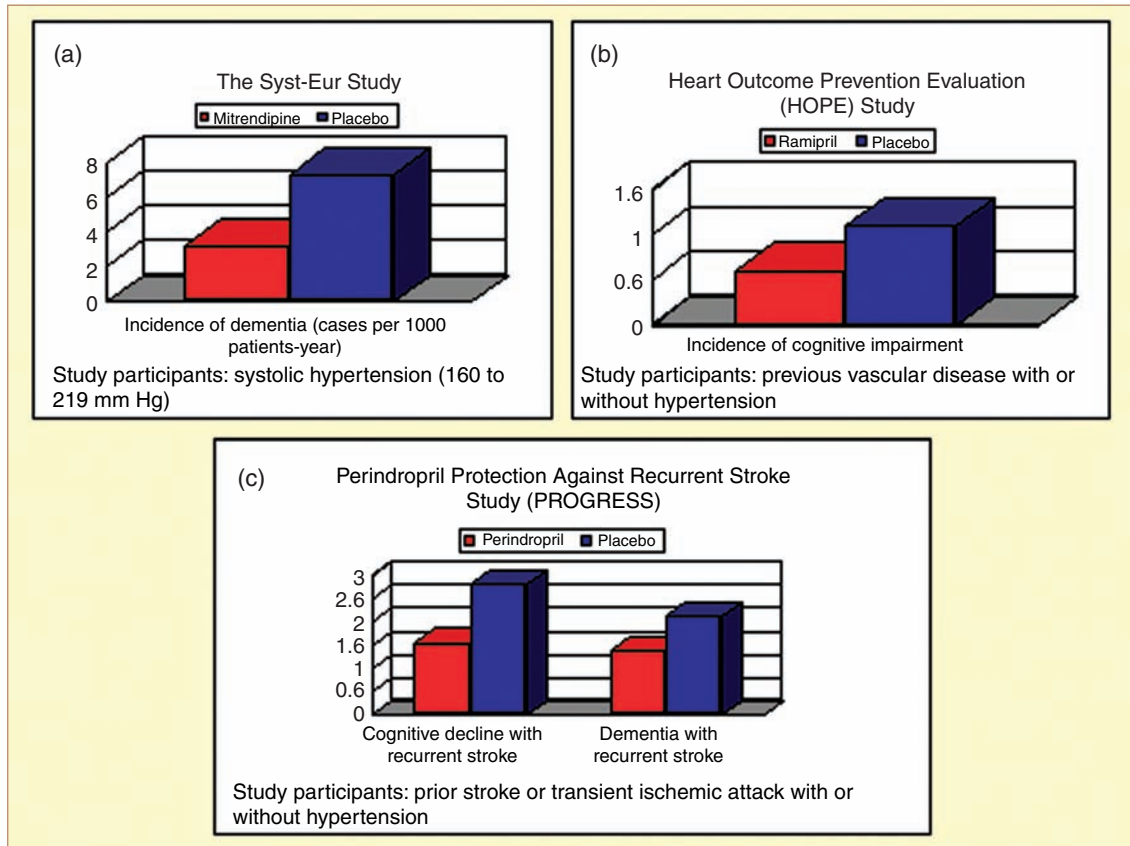 (a)
The Syst-Eur Study
Mitrendipine Placebo
8
6
4
2
0
Incidence of dementia (cases per 1000
patients-year)
Study participants: systolic hypertension (160 to
219 mm Hg)
(b)
Heart Outcome Prevention Evaluation
(HOPE) Study
Ramipril Placebo
1.6
1
0.6
0
Incidence of cognitive impairment
Study participants: previous vascular disease with or
without hypertension
(c)
Perindropril Protection Against Recurrent Stroke
Study (PROGRESS)
Perindropril Placebo
3
2.6
2
1.6
1
0.6
0
Cognitive decline with
recurrent stroke
Dementia with
recurrent stroke
Study participants: prior stroke or transient ischemic attack with or
without hypertension